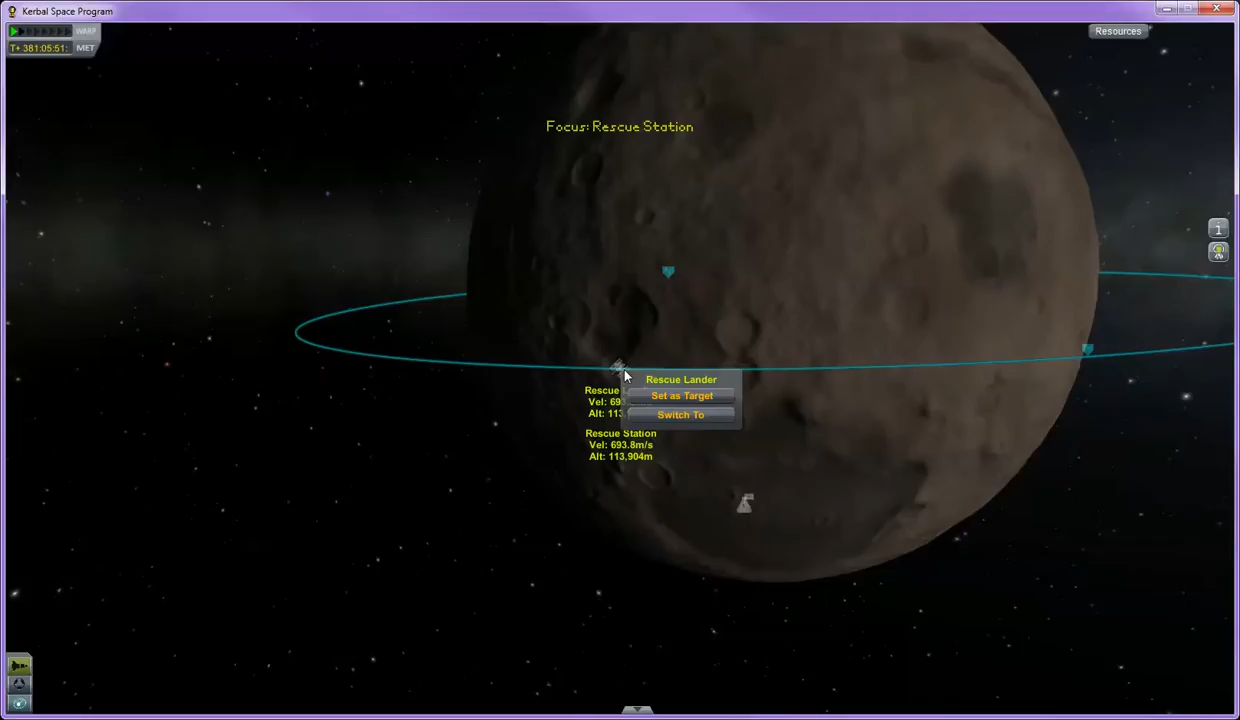 Kerbal Space Program
WARP
T+ 381:05:51:
MET
Resources
Focus: Rescue Station
i
Rescue Lander
Set as Target
Switch To
Rescue
Vel: 69
Alt: 113
Rescue Station
Vel: 693.8m/s
Alt: 113,904m